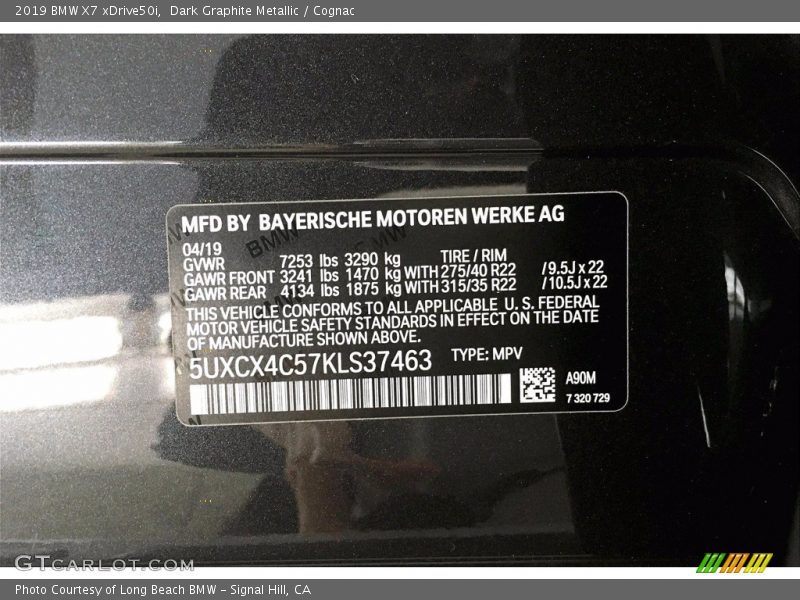 2019 BMW X7 xDrive50i,  Dark Graphite Metallic / Cognac
MFD BY BAYERISCHE MOTOREN WERKE AG
04/19
GVWR 7253 lbs 3290 kg TIRE / RIM
GAWR FRONT 3241 lbs 1470 kg WITH 275/40 R22 /9.5J x 22
GAWR REAR 4134 lbs 1875 kg WITH 315/35 R22 /10.5J x 22
THIS VEHICLE CONFORMS TO ALL APPLICABLE U. S. FEDERAL
MOTOR VEHICLE SAFETY STANDARDS IN EFFECT ON THE DATE
OF MANUFACTURE SHOWN ABOVE.
5UXCX4C57KLS37463 TYPE: MPV
A90M
7 320 729
GTCARLOT.COM
Photo Courtesy of Long Beach BMW – Signal Hill, CA